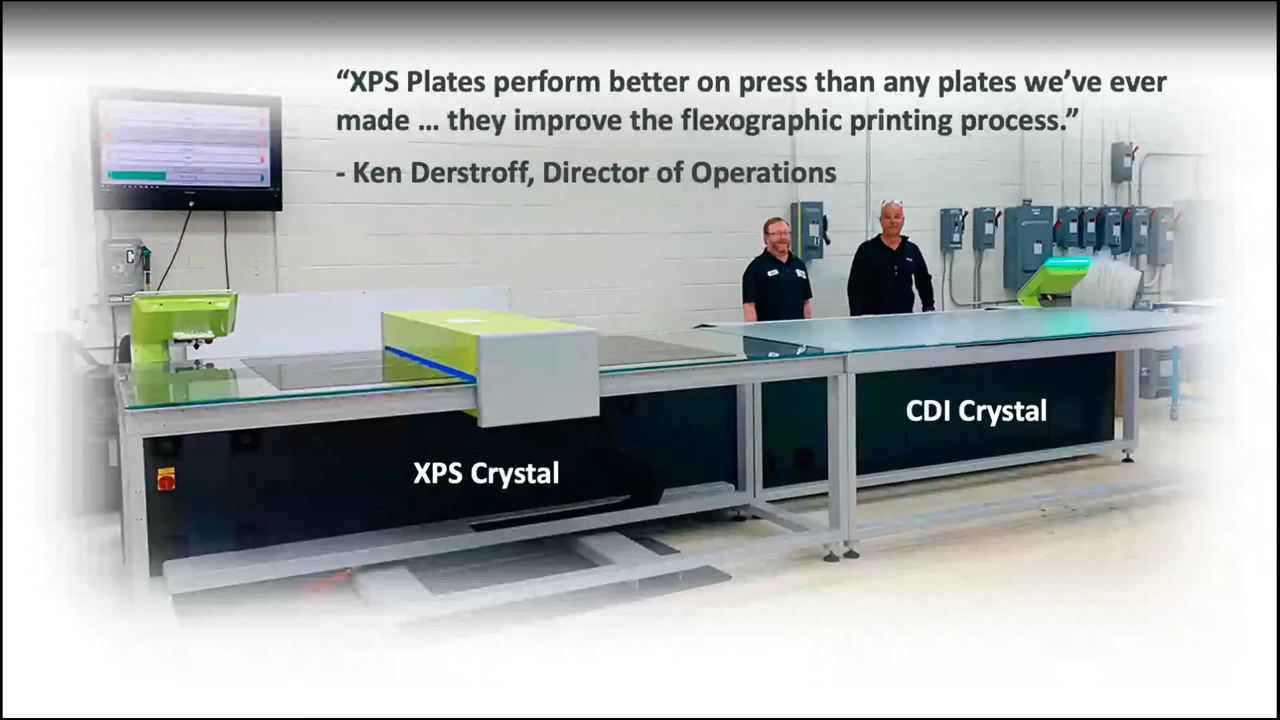 “XPS Plates perform better on press than any plates we’ve ever
made … they improve the flexographic printing process.”
- Ken Derstroff, Director of Operations
CDI Crystal
XPS Crystal